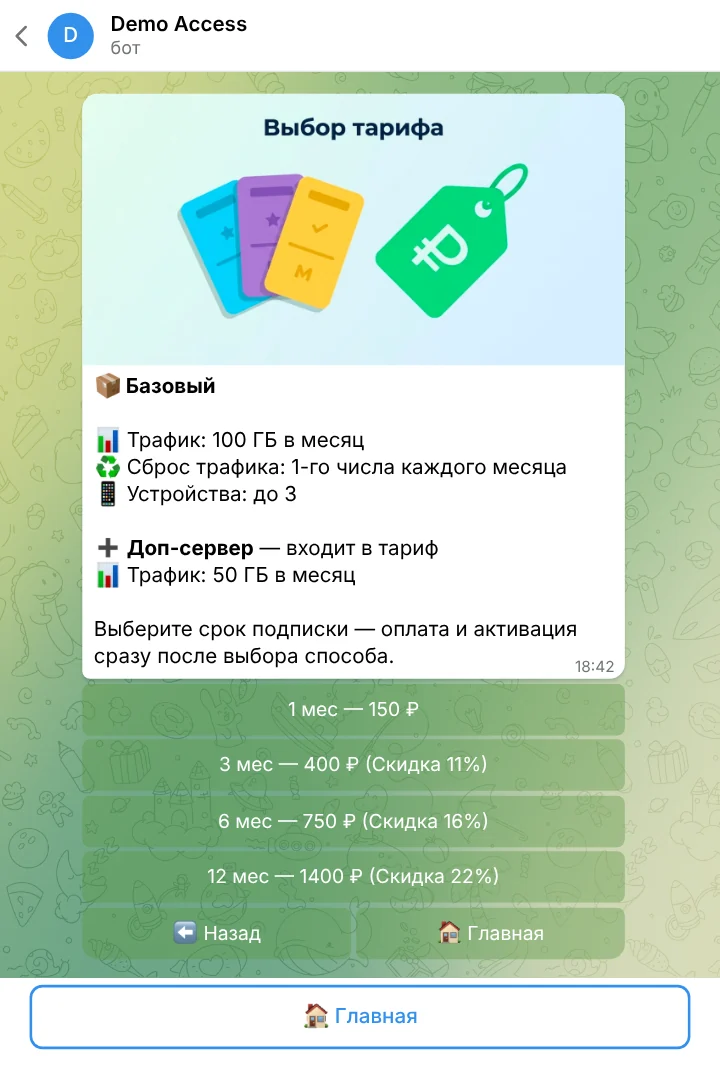 D
Demo Access
бот
Выбор тарифа
M
₽
📦 Базовый
📊 Трафик: 100 ГБ в месяц
♻️ Сброс трафика: 1-го числа каждого месяца
📱 Устройства: до 3
➕ Доп-сервер — входит в тариф
📊 Трафик: 50 ГБ в месяц
Выберите срок подписки — оплата и активация
сразу после выбора способа.
18:42
1 мес — 150 ₽
3 мес — 400 ₽ (Скидка 11%)
6 мес — 750 ₽ (Скидка 16%)
12 мес — 1400 ₽ (Скидка 22%)
⬅️ Назад
🏠 Главная
🏠 Главная